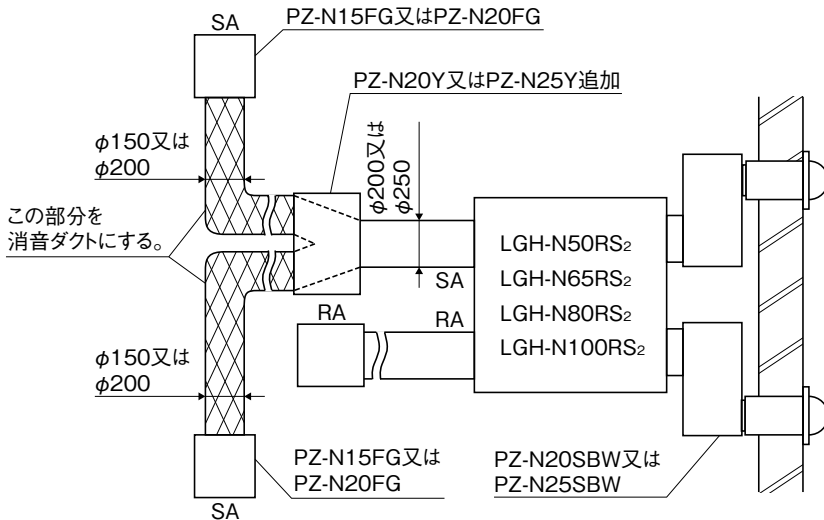 SA
PZ-N15FG又はPZ-N20FG
PZ-N20Y又はPZ-N25Y追加
φ150又は
φ200
φ200又は
φ250
この部分を
消音ダクトにする。
SA
LGH-N50RS2
LGH-N65RS2
LGH-N80RS2
LGH-N100RS2
RA
RA
φ150又は
φ200
PZ-N15FG又は
PZ-N20FG
PZ-N20SBW又は
PZ-N25SBW
SA